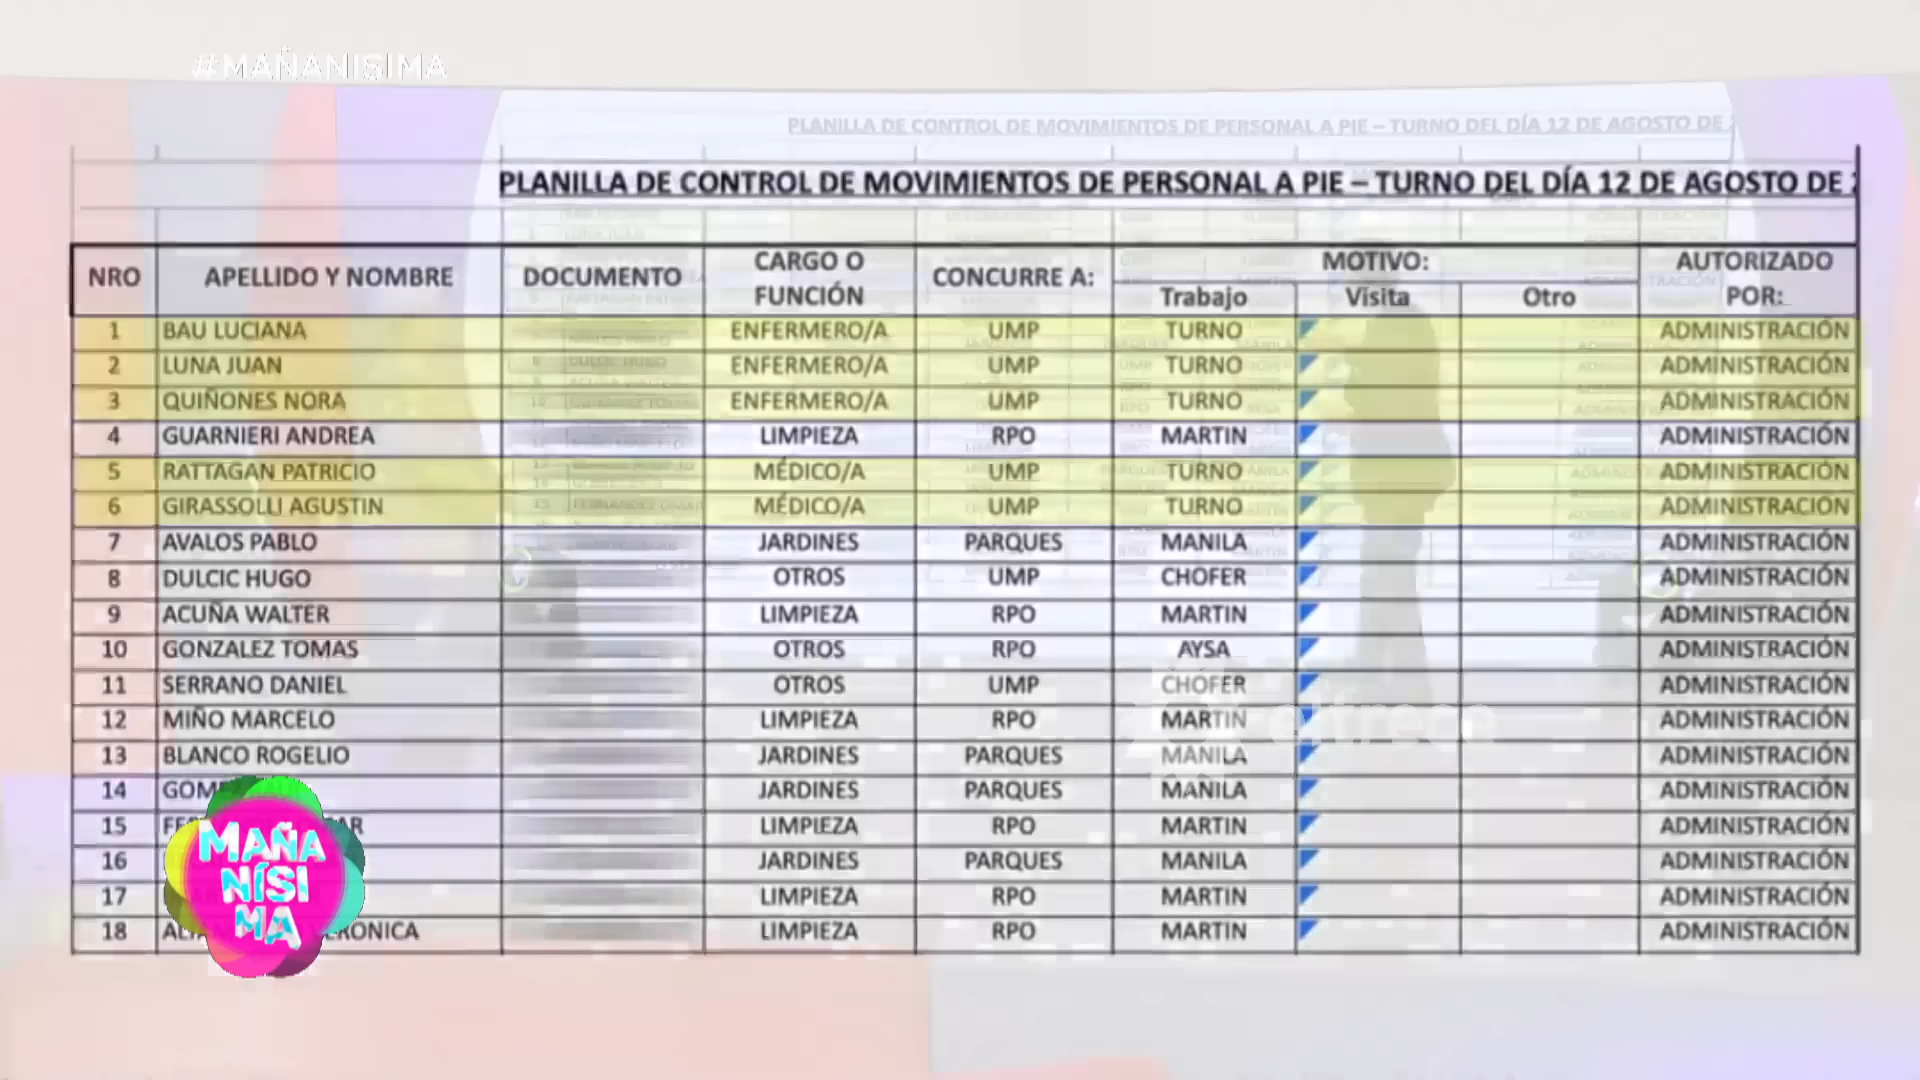 #MAÑANISIMA
PLANILLA DE CONTROL DE MOVIMIENTOS DE PERSONAL A PIE – TURNO DEL DÍA 12 DE AGOSTO DE
PLANILLA DE CONTROL DE MOVIMIENTOS DE PERSONAL A PIE – TURNO DEL DÍA 12 DE AGOSTO DE
NRO APELLIDO Y NOMBRE DOCUMENTO CARGO O FUNCIÓN CONCURRE A: MOTIVO: Trabajo Visita Otro AUTORIZADO POR:
1 BAU LUCIANA ENFERMERO/A UMP TURNO ADMINISTRACIÓN
2 LUNA JUAN ENFERMERO/A UMP TURNO ADMINISTRACIÓN
3 QUIÑONES NORA ENFERMERO/A UMP TURNO ADMINISTRACIÓN
4 GUARNIERI ANDREA LIMPIEZA RPO MARTIN ADMINISTRACIÓN
5 RATTAGAN PATRICIO MÉDICO/A UMP TURNO ADMINISTRACIÓN
6 GIRASSOLLI AGUSTIN MÉDICO/A UMP TURNO ADMINISTRACIÓN
7 AVALOS PABLO JARDINES PARQUES MANILA ADMINISTRACIÓN
8 DULCIC HUGO OTROS UMP CHOFER ADMINISTRACIÓN
9 ACUÑA WALTER LIMPIEZA RPO MARTIN ADMINISTRACIÓN
10 GONZALEZ TOMAS OTROS RPO AYSA ADMINISTRACIÓN
11 SERRANO DANIEL OTROS UMP CHOFER ADMINISTRACIÓN
12 MIÑO MARCELO LIMPIEZA RPO MARTIN ADMINISTRACIÓN
13 BLANCO ROGELIO JARDINES PARQUES MANILA ADMINISTRACIÓN
14 JARDINES PARQUES MANILA ADMINISTRACIÓN
15 LIMPIEZA RPO MARTIN ADMINISTRACIÓN
16 JARDINES PARQUES MANILA ADMINISTRACIÓN
17 LIMPIEZA RPO MARTIN ADMINISTRACIÓN
18 LIMPIEZA RPO MARTIN ADMINISTRACIÓN
MAÑA
NÍSI
MA